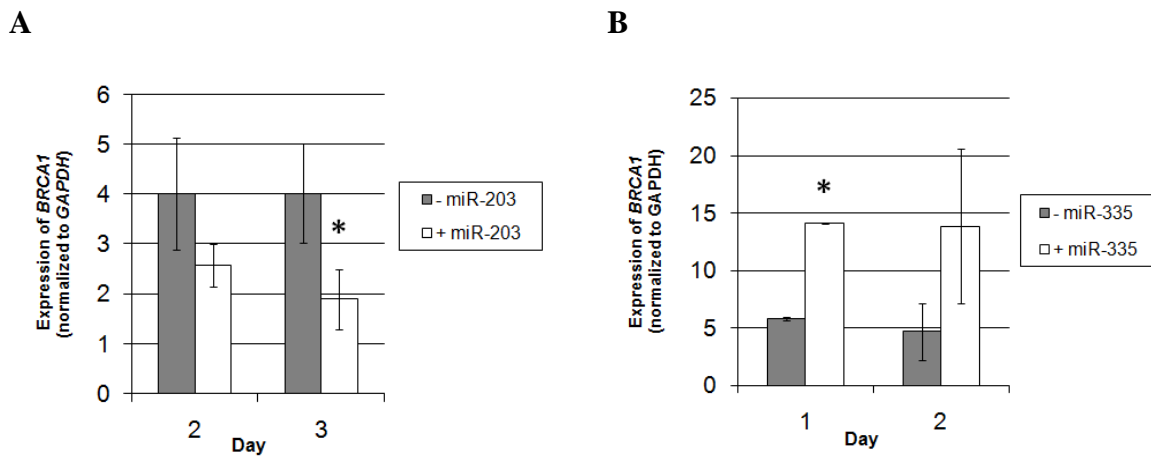 A
Expression of BRCA1
(normalized to GAPDH)
6
5
4
3
2
1
0
*
2
3
Day
- miR-203
+ miR-203
B
Expression of BRCA1
(normalized to GAPDH)
25
20
15
10
5
0
*
1
2
Day
- miR-335
+ miR-335